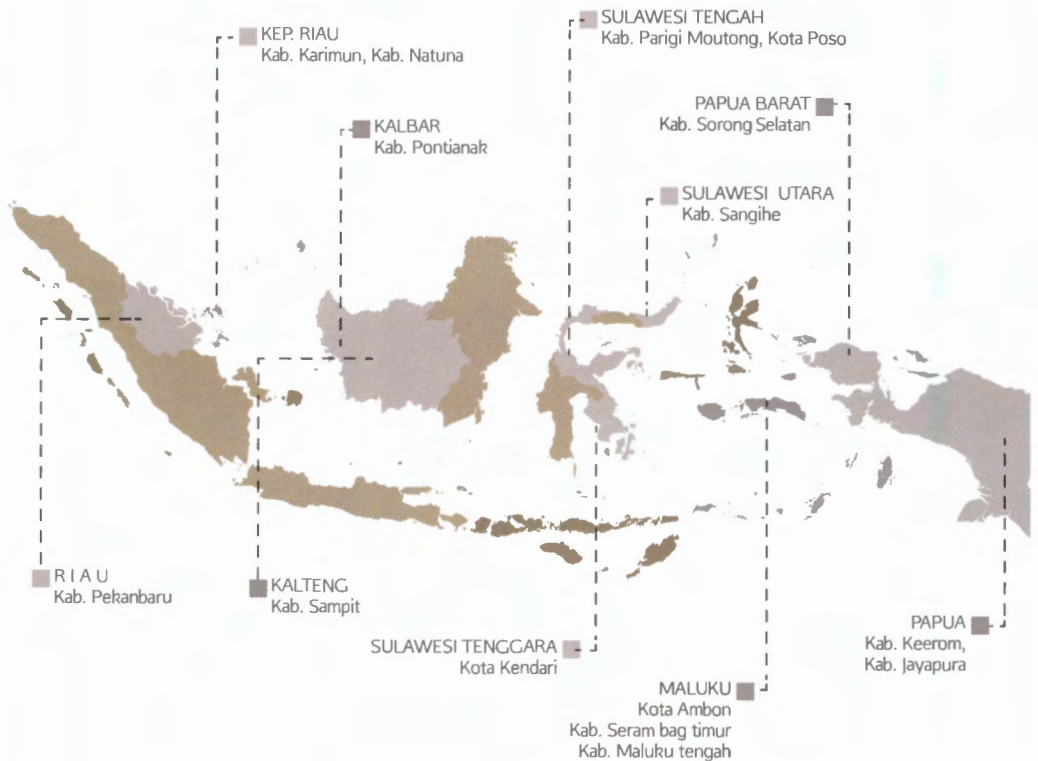 KEP. RIAU
Kab. Karimun, Kab. Natuna
SULAWESI TENGAH
Kab. Parigi Moutong, Kota Poso
KALBAR
Kab. Pontianak
PAPUA BARAT
Kab. Sorong Selatan
SULAWESI UTARA
Kab. Sangihe
R I A U
Kab. Pekanbaru
KALTENG
Kab. Sampit
SULAWESI TENGGARA
Kota Kendari
PAPUA
Kab. Keerom,
Kab. Jayapura
MALUKU
Kota Ambon
Kab. Seram bag timur
Kab. Maluku tengah